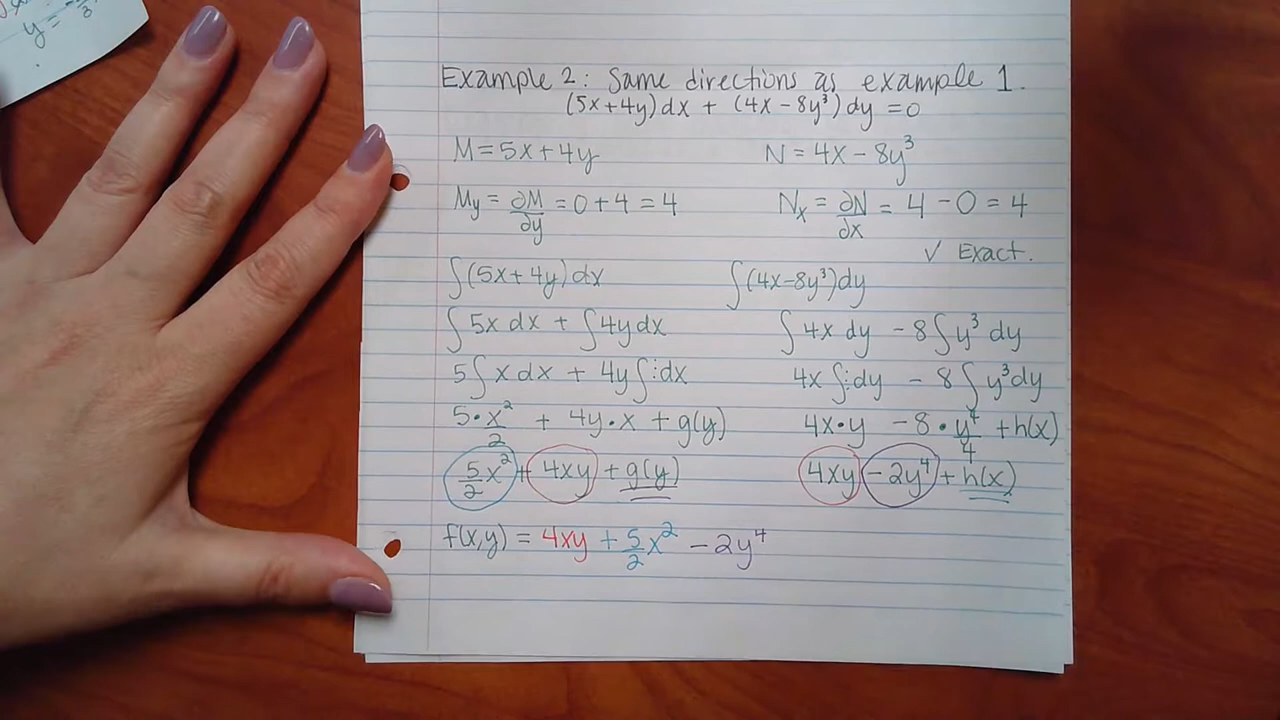 y =
Example 2: Same directions as example 1.
(5x+4y)dx + (4x-8y³)dy = 0
M = 5x+4y N = 4x - 8y³
My = ∂M/∂y = 0+4 = 4 Nx = ∂N/∂x = 4 - 0 = 4
√ Exact.
∫(5x+4y)dx ∫(4x-8y³)dy
∫5x dx + ∫4y dx ∫4x dy - 8∫y³ dy
5∫x dx + 4y∫:dx 4x∫:dy - 8∫y³dy
5•x²/2 + 4y•x + g(y) 4x•y - 8•y⁴/4 + h(x)
5/2x² + 4xy + g(y) 4xy - 2y⁴ + h(x)
f(x,y) = 4xy + 5/2x² - 2y⁴